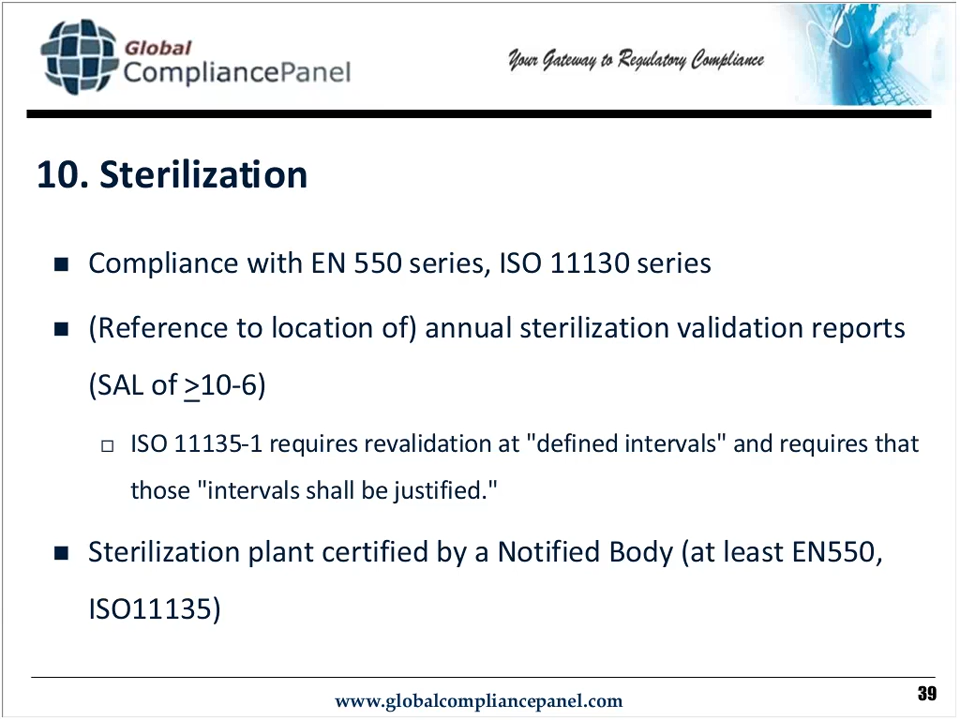 Global
CompliancePanel
Your Gateway to Regulatory Compliance
10. Sterilization
■ Compliance with EN 550 series, ISO 11130 series
■ (Reference to location of) annual sterilization validation reports
(SAL of >10-6)
□ ISO 11135-1 requires revalidation at "defined intervals" and requires that
those "intervals shall be justified."
■ Sterilization plant certified by a Notified Body (at least EN550,
ISO11135)
www.globalcompliancepanel.com
39